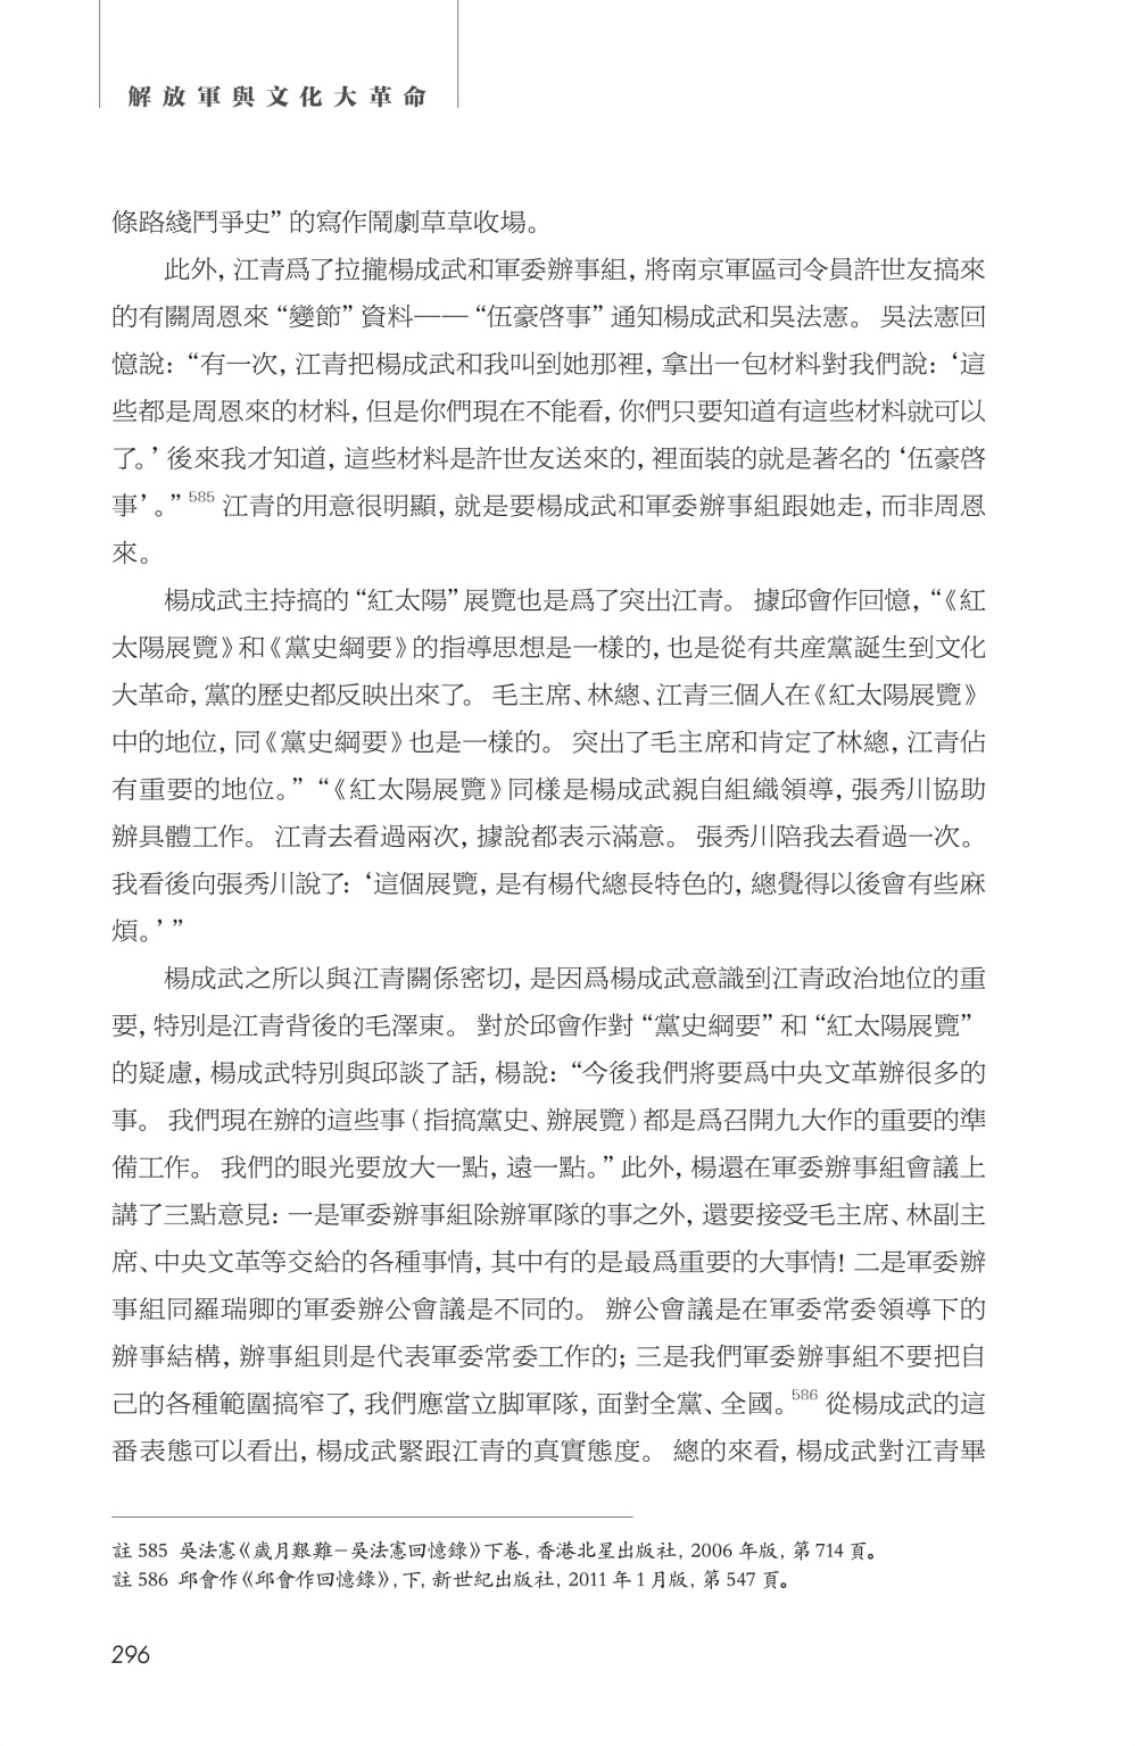 解放軍與文化大革命
條路綫鬥爭史”的寫作鬧劇草草收場。
此外，江青爲了拉攏楊成武和軍委辦事組，將南京軍區司令員許世友搞來
的有關周恩來“變節”資料——“伍豪啓事”通知楊成武和吳法憲。吳法憲回
憶說：“有一次，江青把楊成武和我叫到她那裡，拿出一包材料對我們說：‘這
些都是周恩來的材料，但是你們現在不能看，你們只要知道有這些材料就可以
了。’後來我才知道，這些材料是許世友送來的，裡面裝的就是著名的‘伍豪啓
事’。”585 江青的用意很明顯，就是要楊成武和軍委辦事組跟她走，而非周恩
來。
楊成武主持搞的“紅太陽”展覽也是爲了突出江青。據邱會作回憶，“《紅
太陽展覽》和《黨史綱要》的指導思想是一樣的，也是從有共産黨誕生到文化
大革命，黨的歷史都反映出來了。毛主席、林總、江青三個人在《紅太陽展覽》
中的地位，同《黨史綱要》也是一樣的。突出了毛主席和肯定了林總，江青佔
有重要的地位。”“《紅太陽展覽》同樣是楊成武親自組織領導，張秀川協助
辦具體工作。江青去看過兩次，據說都表示滿意。張秀川陪我去看過一次。
我看後向張秀川說了：‘這個展覽，是有楊代總長特色的，總覺得以後會有些麻
煩。’”
楊成武之所以與江青關係密切，是因爲楊成武意識到江青政治地位的重
要，特別是江青背後的毛澤東。對於邱會作對“黨史綱要”和“紅太陽展覽”
的疑慮，楊成武特別與邱談了話，楊說：“今後我們將要爲中央文革辦很多的
事。我們現在辦的這些事（指搞黨史、辦展覽）都是爲召開九大作的重要的準
備工作。我們的眼光要放大一點，遠一點。”此外，楊還在軍委辦事組會議上
講了三點意見：一是軍委辦事組除辦軍隊的事之外，還要接受毛主席、林副主
席、中央文革等交給的各種事情，其中有的是最爲重要的大事情！二是軍委辦
事組同羅瑞卿的軍委辦公會議是不同的。辦公會議是在軍委常委領導下的
辦事結構，辦事組則是代表軍委常委工作的；三是我們軍委辦事組不要把自
己的各種範圍搞窄了，我們應當立脚軍隊，面對全黨、全國。586 從楊成武的這
番表態可以看出，楊成武緊跟江青的真實態度。總的來看，楊成武對江青畢
註 585 吳法憲《歲月艱難－吳法憲回憶錄》下卷，香港北星出版社，2006 年版，第 714 頁。
註 586 邱會作《邱會作回憶錄》，下，新世紀出版社，2011 年 1 月版，第 547 頁。
296